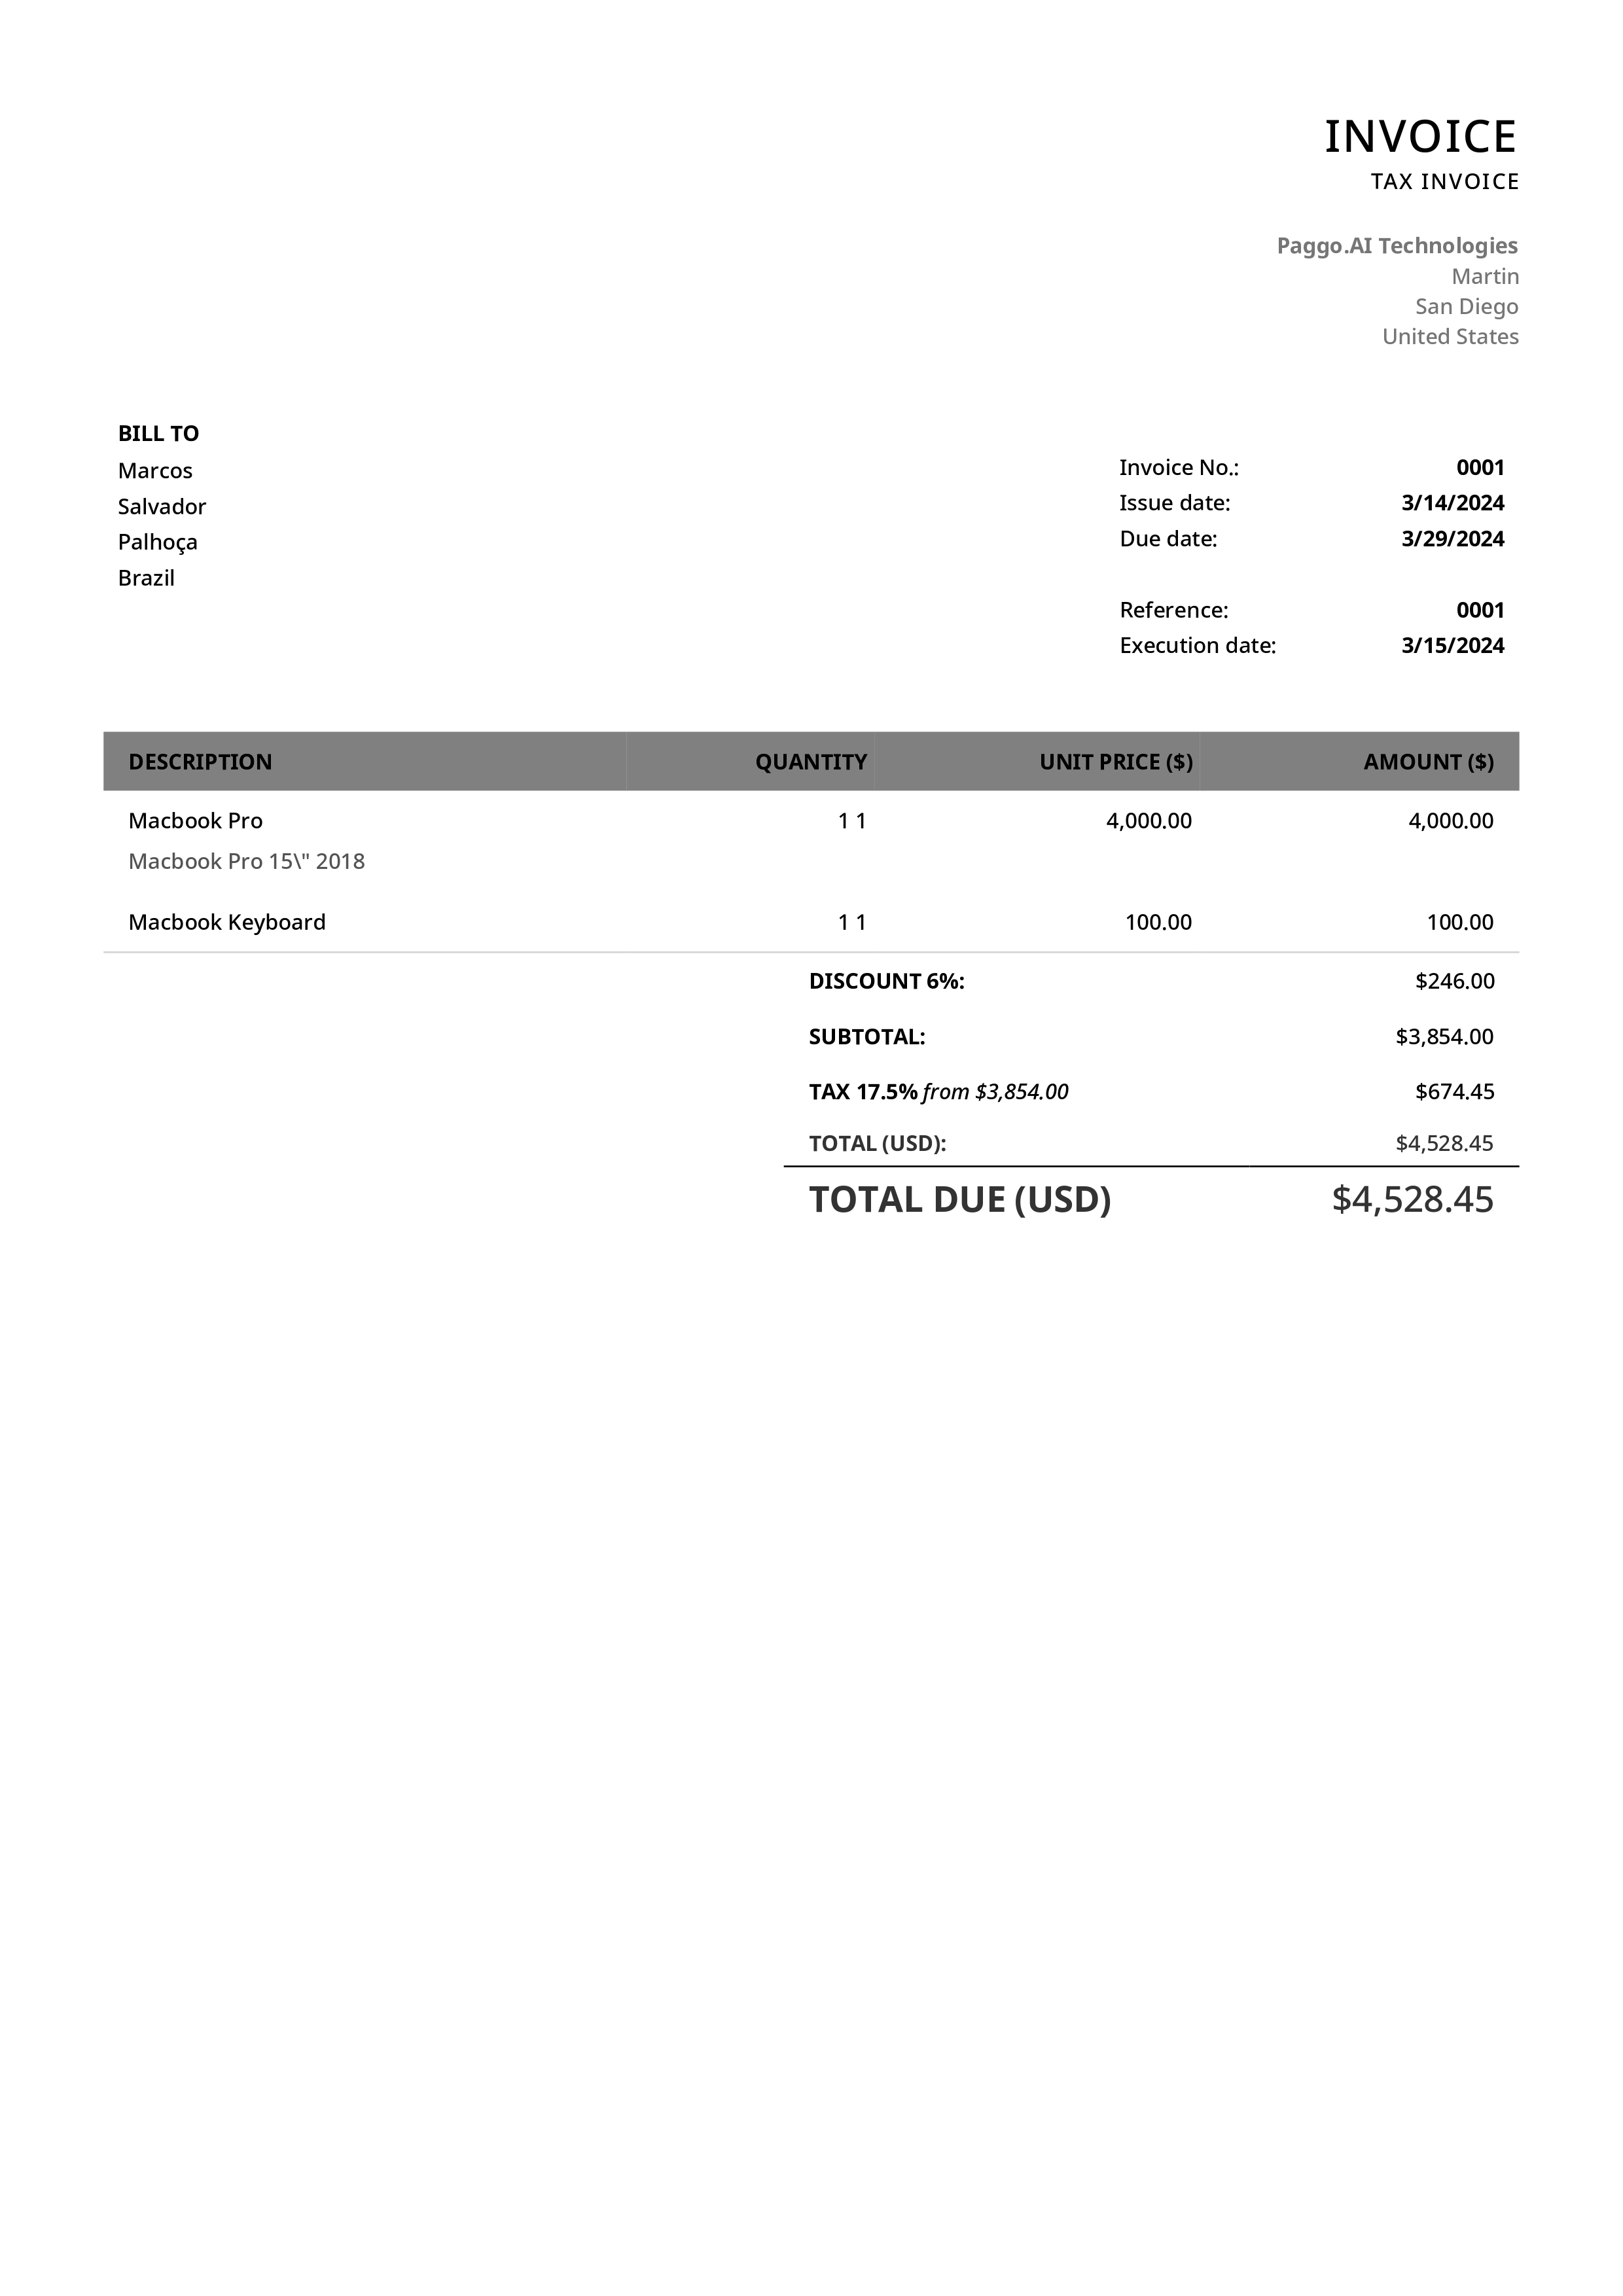 INVOICE
TAX INVOICE
Paggo.AI Technologies
Martin
San Diego
United States
BILL TO
Marcos
Salvador
Palhoça
Brazil
Invoice No.: 0001
Issue date: 3/14/2024
Due date: 3/29/2024
Reference: 0001
Execution date: 3/15/2024
DESCRIPTION QUANTITY UNIT PRICE ($) AMOUNT ($)
Macbook Pro 1 1 4,000.00 4,000.00
Macbook Pro 15\" 2018
Macbook Keyboard 1 1 100.00 100.00
DISCOUNT 6%: $246.00
SUBTOTAL: $3,854.00
TAX 17.5% from $3,854.00 $674.45
TOTAL (USD): $4,528.45
TOTAL DUE (USD) $4,528.45